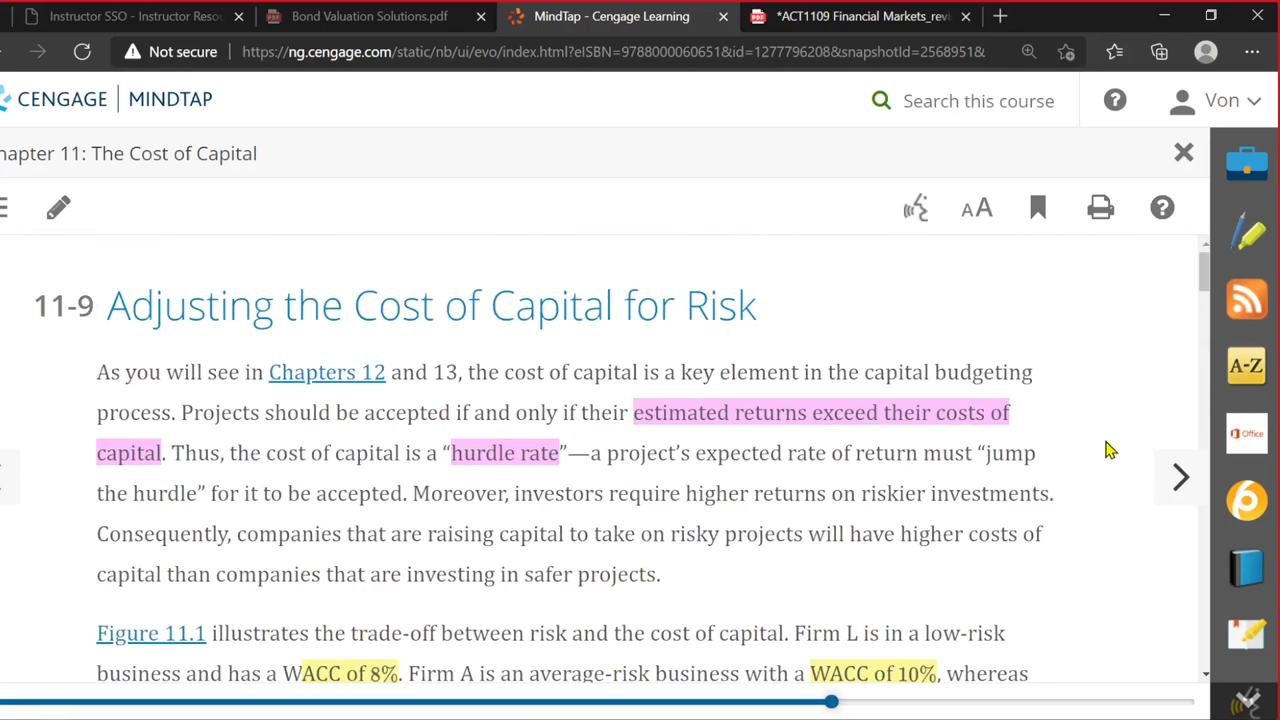 Instructor SSO - Instructor Resou
Bond Valuation Solutions.pdf
MindTap - Cengage Learning
*ACT1109 Financial Markets_revi
Not secure
https://ng.cengage.com/static/nb/ui/evo/index.html?eISBN=9788000060651&id=1277796208&snapshotId=2568951&
CENGAGE | MINDTAP
Search this course
Von
hapter 11: The Cost of Capital
AA
A-Z
Office
11-9 Adjusting the Cost of Capital for Risk
As you will see in Chapters 12 and 13, the cost of capital is a key element in the capital budgeting
process. Projects should be accepted if and only if their estimated returns exceed their costs of
capital. Thus, the cost of capital is a “hurdle rate”—a project’s expected rate of return must “jump
the hurdle” for it to be accepted. Moreover, investors require higher returns on riskier investments.
Consequently, companies that are raising capital to take on risky projects will have higher costs of
capital than companies that are investing in safer projects.
Figure 11.1 illustrates the trade-off between risk and the cost of capital. Firm L is in a low-risk
business and has a WACC of 8%. Firm A is an average-risk business with a WACC of 10%, whereas